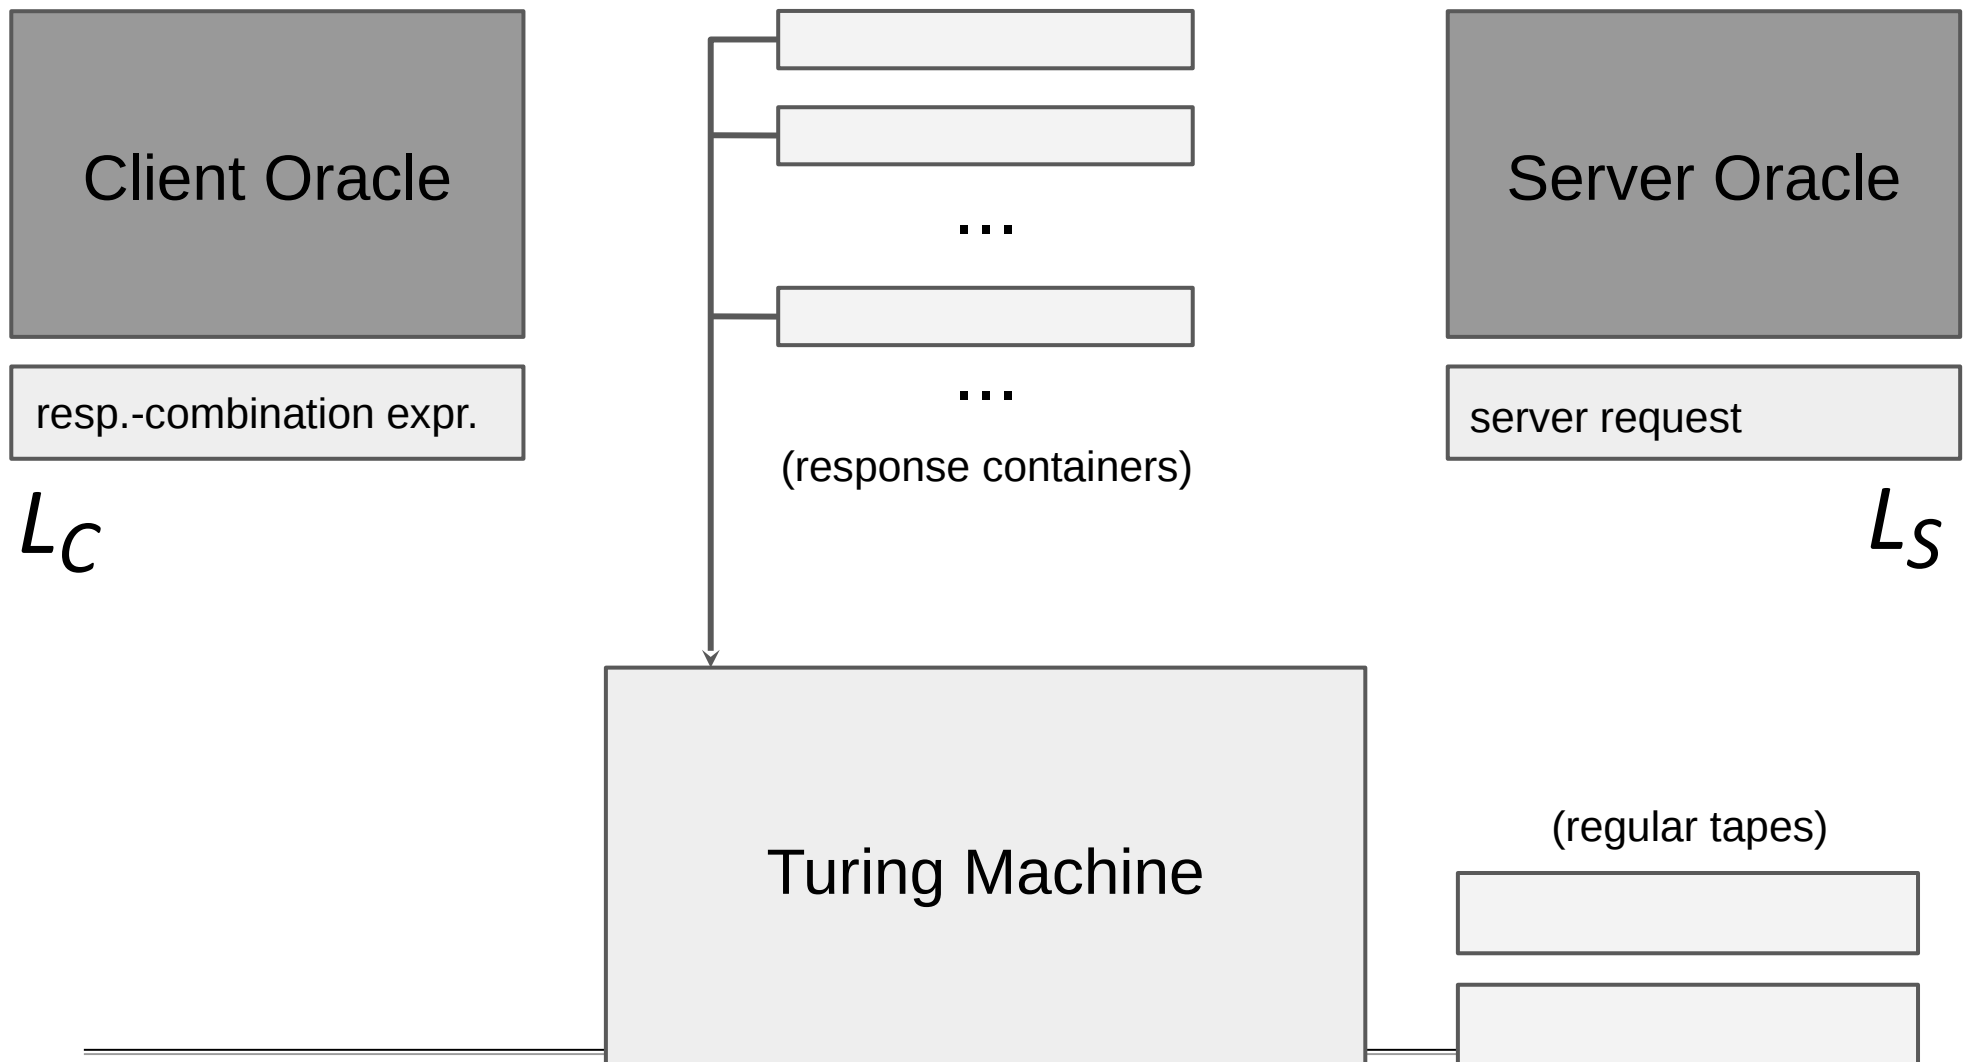 Client Oracle
Server Oracle
...
resp.-combination expr.
...
server request
(response containers)
L_C
L_S
(regular tapes)
Turing Machine